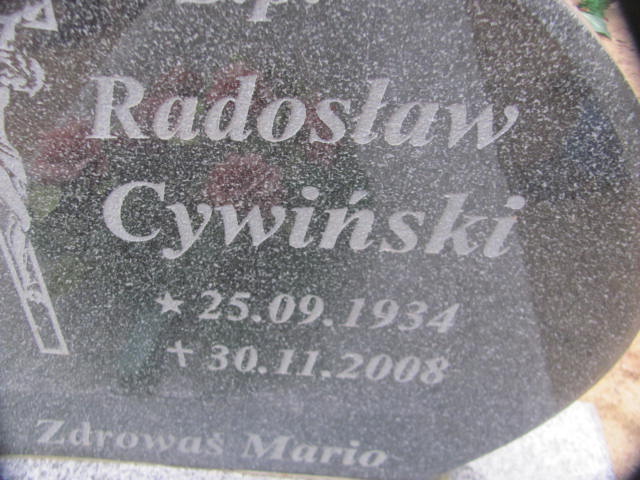 Ś.p.
Radosław
Cywiński
★ 25.09.1934
✝ 30.11.2008
Zdrowaś Mario